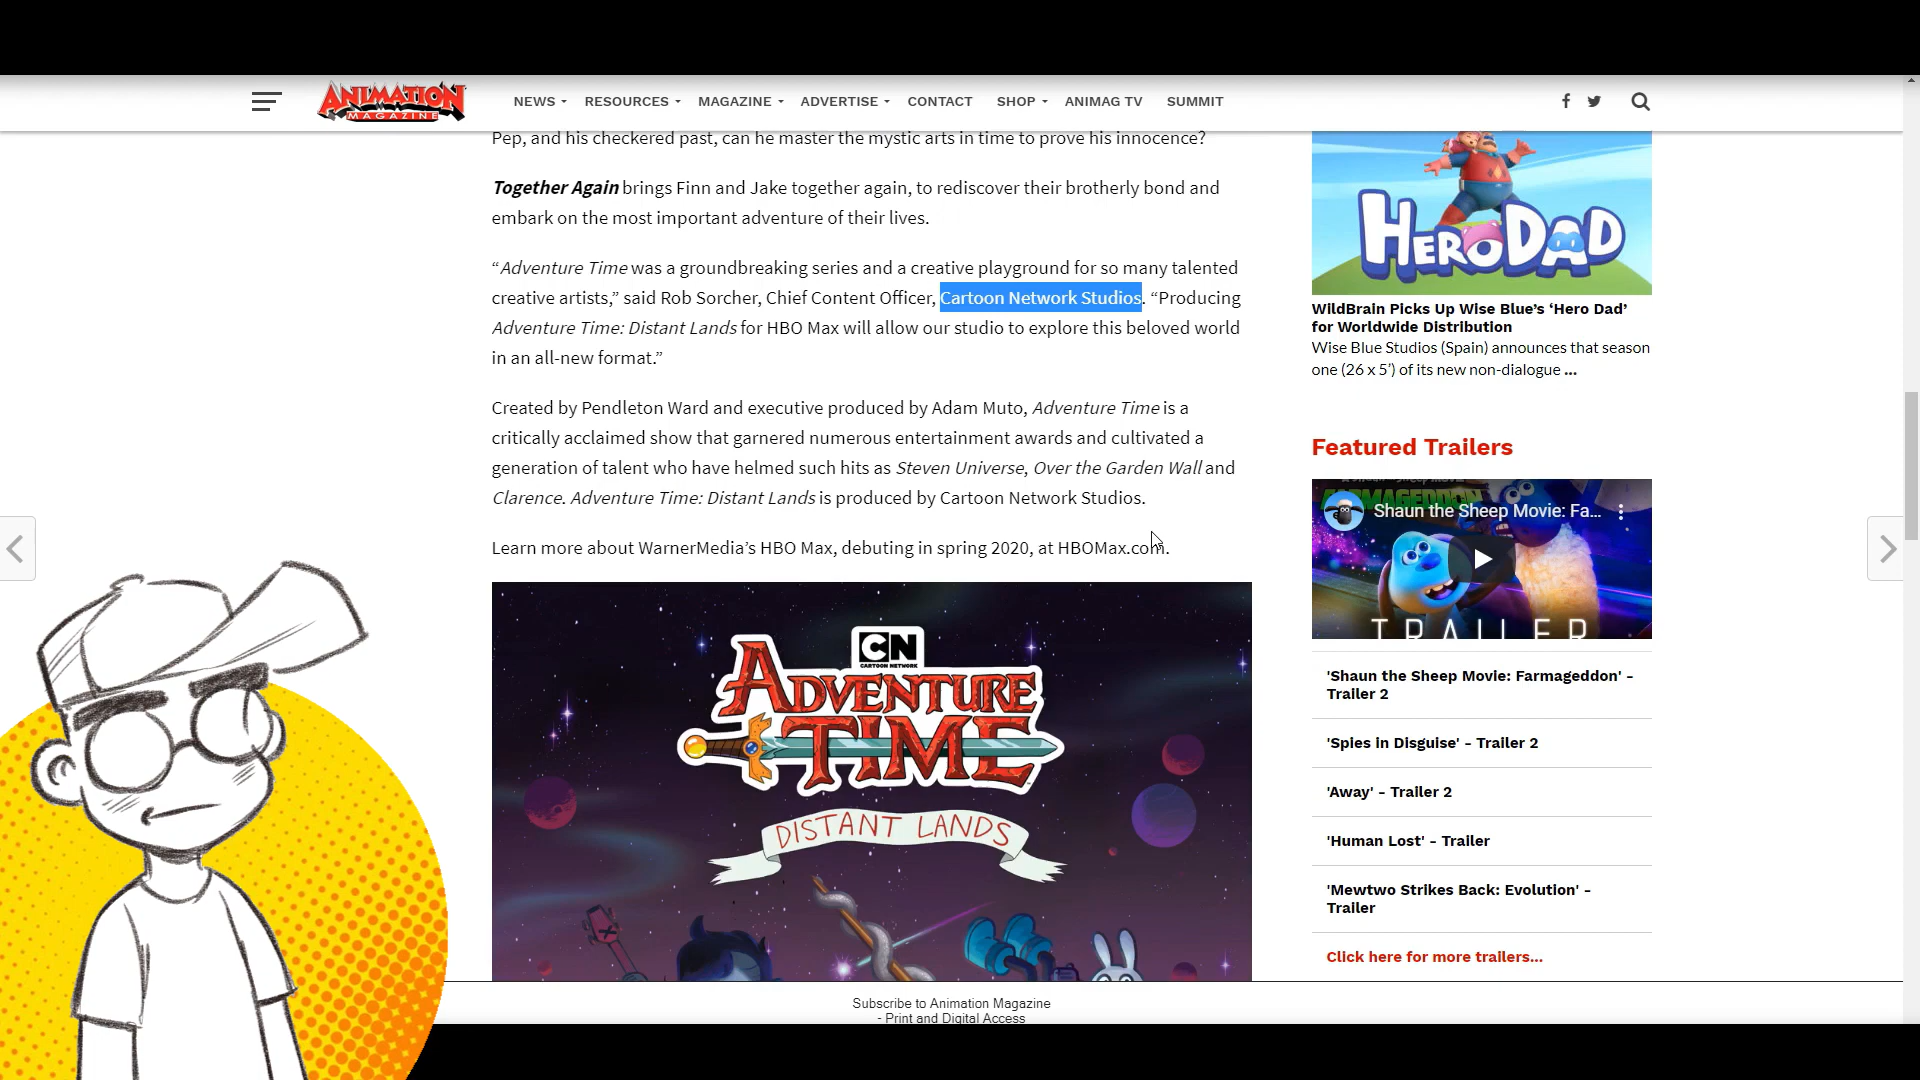 ANIMATION
MAGAZINE
NEWS
RESOURCES
MAGAZINE
ADVERTISE
CONTACT
SHOP
ANIMAG TV
SUMMIT
Pep, and his checkered past, can he master the mystic arts in time to prove his innocence?
Together Again brings Finn and Jake together again, to rediscover their brotherly bond and
embark on the most important adventure of their lives.
“Adventure Time was a groundbreaking series and a creative playground for so many talented
creative artists,” said Rob Sorcher, Chief Content Officer, Cartoon Network Studios. “Producing
Adventure Time: Distant Lands for HBO Max will allow our studio to explore this beloved world
in an all-new format.”
Created by Pendleton Ward and executive produced by Adam Muto, Adventure Time is a
critically acclaimed show that garnered numerous entertainment awards and cultivated a
generation of talent who have helmed such hits as Steven Universe, Over the Garden Wall and
Clarence. Adventure Time: Distant Lands is produced by Cartoon Network Studios.
Learn more about WarnerMedia’s HBO Max, debuting in spring 2020, at HBOMax.com.
CN
CARTOON NETWORK
ADVENTURE
TIME
DISTANT LANDS
HERODAD
WildBrain Picks Up Wise Blue’s ‘Hero Dad’
for Worldwide Distribution
Wise Blue Studios (Spain) announces that season
one (26 x 5’) of its new non-dialogue ...
Featured Trailers
FARMAGEDDON
Shaun the Sheep Movie: Fa...
TRAILER
'Shaun the Sheep Movie: Farmageddon' -
Trailer 2
'Spies in Disguise' - Trailer 2
'Away' - Trailer 2
'Human Lost' - Trailer
'Mewtwo Strikes Back: Evolution' -
Trailer
Click here for more trailers...
Subscribe to Animation Magazine
- Print and Digital Access